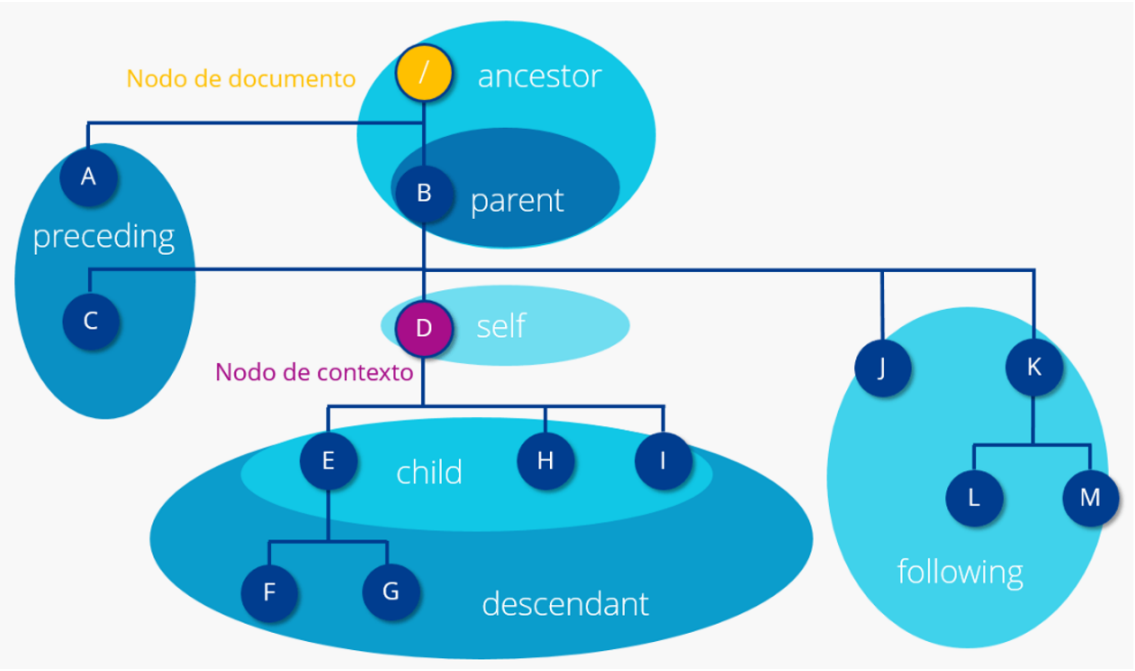 Nodo de documento
/
ancestor
A
B
parent
preceding
C
D
self
Nodo de contexto
J
K
E
child
H
I
L
M
F
G
descendant
following